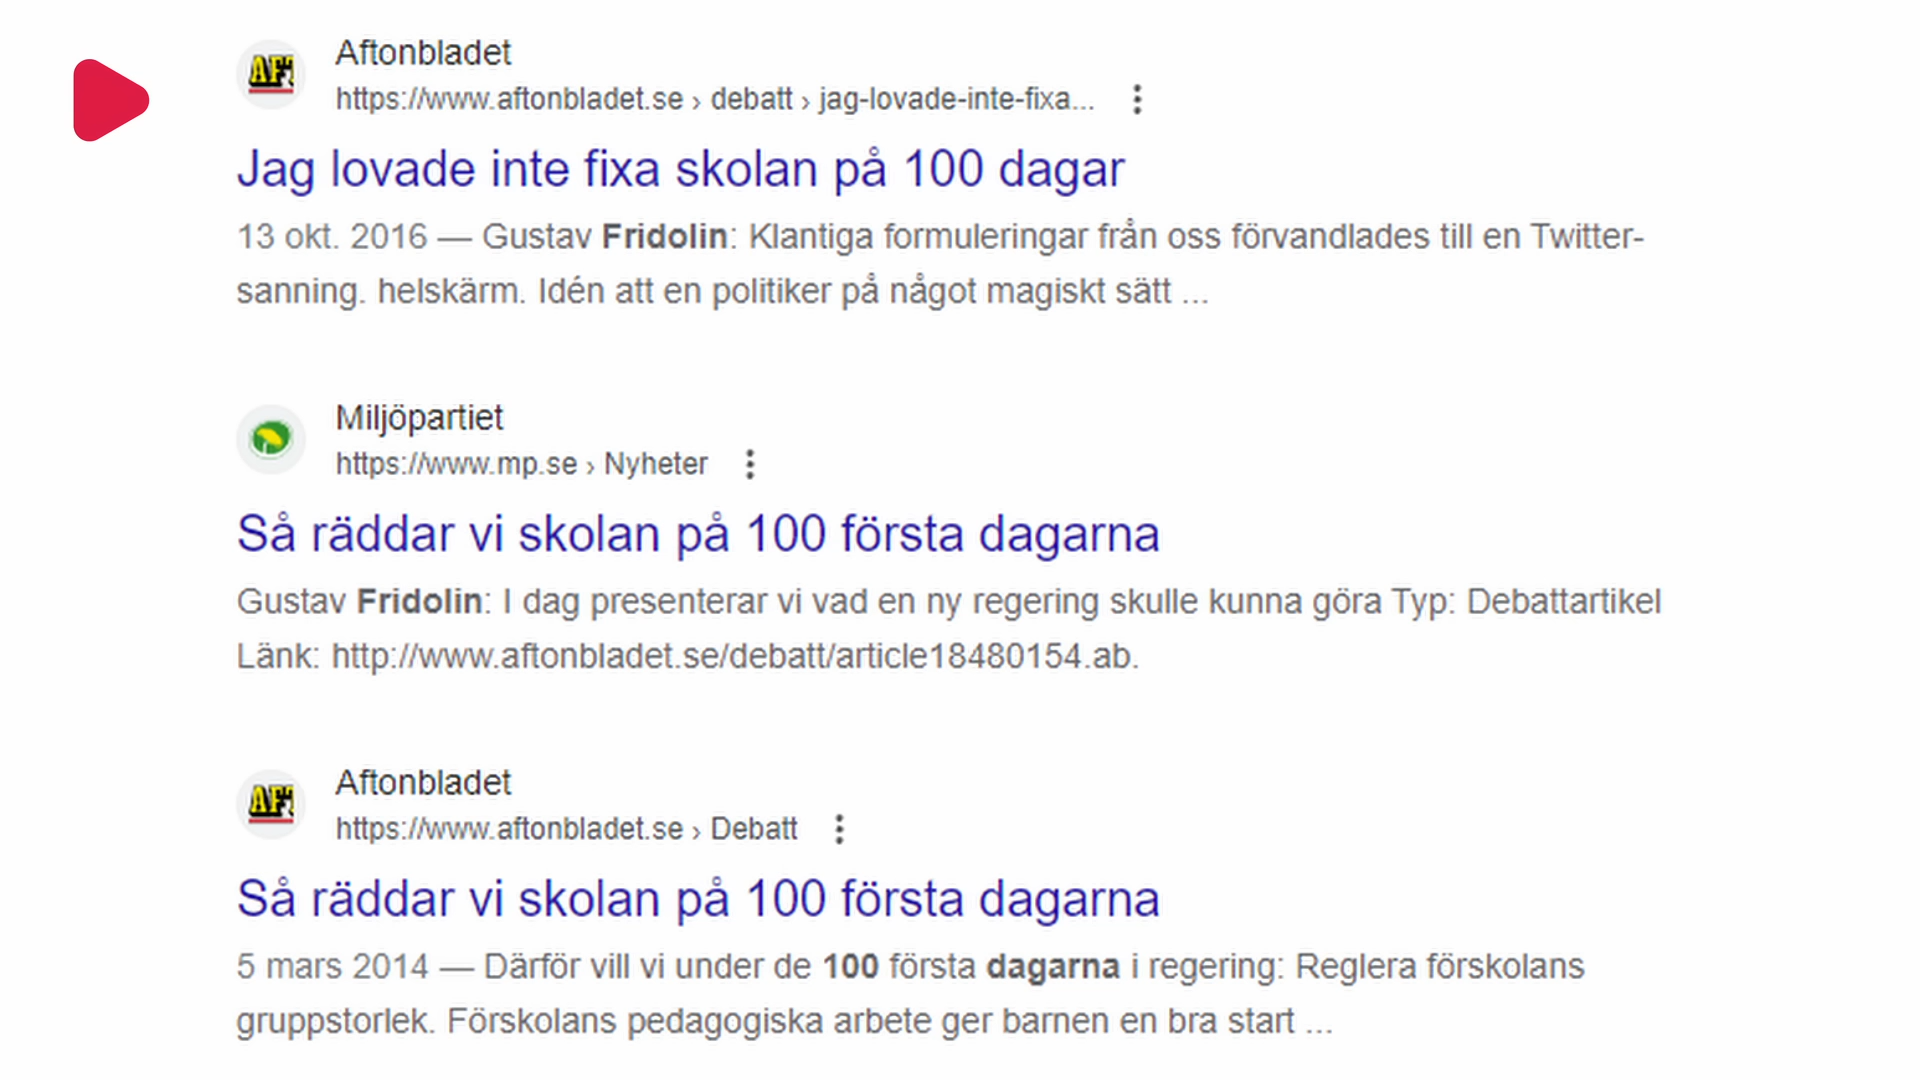 Aftonbladet
https://www.aftonbladet.se › debatt › jag-lovade-inte-fixa...
Jag lovade inte fixa skolan på 100 dagar
13 okt. 2016 — Gustav Fridolin: Klantiga formuleringar från oss förvandlades till en Twitter-
sanning. helskärm. Idén att en politiker på något magiskt sätt ...
Miljöpartiet
https://www.mp.se › Nyheter
Så räddar vi skolan på 100 första dagarna
Gustav Fridolin: I dag presenterar vi vad en ny regering skulle kunna göra Typ: Debattartikel
Länk: http://www.aftonbladet.se/debatt/article18480154.ab.
Aftonbladet
https://www.aftonbladet.se › Debatt
Så räddar vi skolan på 100 första dagarna
5 mars 2014 — Därför vill vi under de 100 första dagarna i regering: Reglera förskolans
gruppstorlek. Förskolans pedagogiska arbete ger barnen en bra start ...